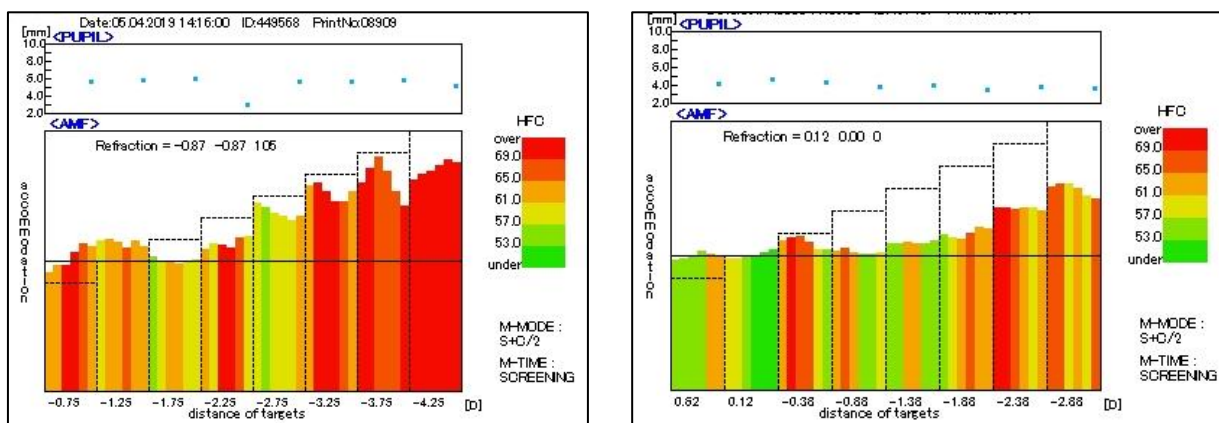 Date:05.04.2019 14:16:00 ID:449568 PrintNo:08909
[mm]
<PUPIL>
10.0
8.0
6.0
4.0
2.0
<AMF>
Refraction = -0.87 -0.87 105
accommodation
HFC
over
69.0
65.0
61.0
57.0
53.0
under
M-MODE :
S+C/2
M-TIME :
SCREENING
-0.75 -1.25 -1.75 -2.25 -2.75 -3.25 -3.75 -4.25 [D]
distance of targets
[mm]
<PUPIL>
10.0
8.0
6.0
4.0
2.0
<AMF>
Refraction = 0.12 0.00 0
accommodation
HFC
over
69.0
65.0
61.0
57.0
53.0
under
M-MODE :
S+C/2
M-TIME :
SCREENING
0.62 0.12 -0.38 -0.88 -1.38 -1.88 -2.38 -2.88 [D]
distance of targets